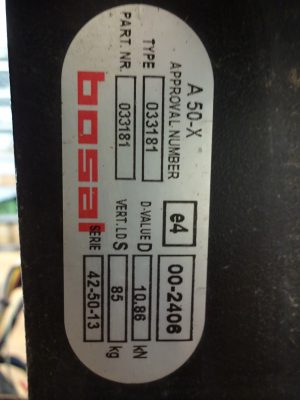 A 50-X
APPROVAL NUMBER e4 00-2406
TYPE 033181 D-VALUE D 10.86 kN
PART. NR. 033181 VERT. LD S 85 kg
bosal SERIE 42-50-13